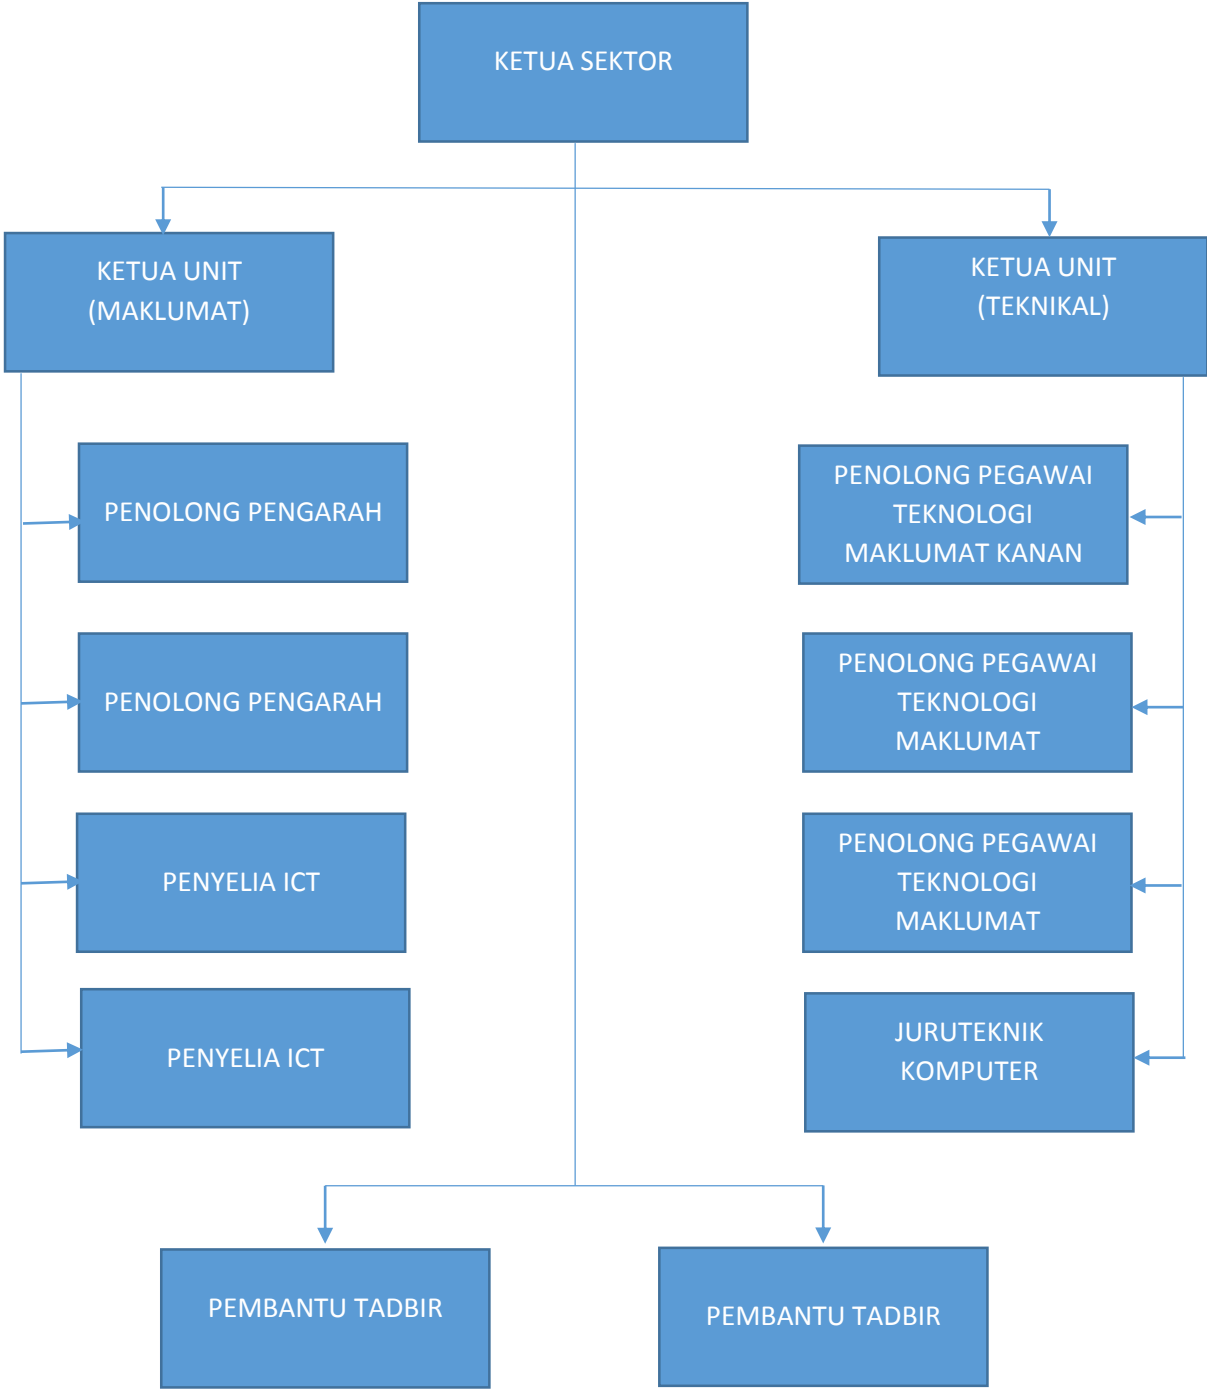 KETUA SEKTOR
KETUA UNIT
(MAKLUMAT)
KETUA UNIT
(TEKNIKAL)
PENOLONG PENGARAH
PENOLONG PEGAWAI
TEKNOLOGI
MAKLUMAT KANAN
PENOLONG PENGARAH
PENOLONG PEGAWAI
TEKNOLOGI
MAKLUMAT
PENYELIA ICT
PENOLONG PEGAWAI
TEKNOLOGI
MAKLUMAT
PENYELIA ICT
JURUTEKNIK
KOMPUTER
PEMBANTU TADBIR
PEMBANTU TADBIR